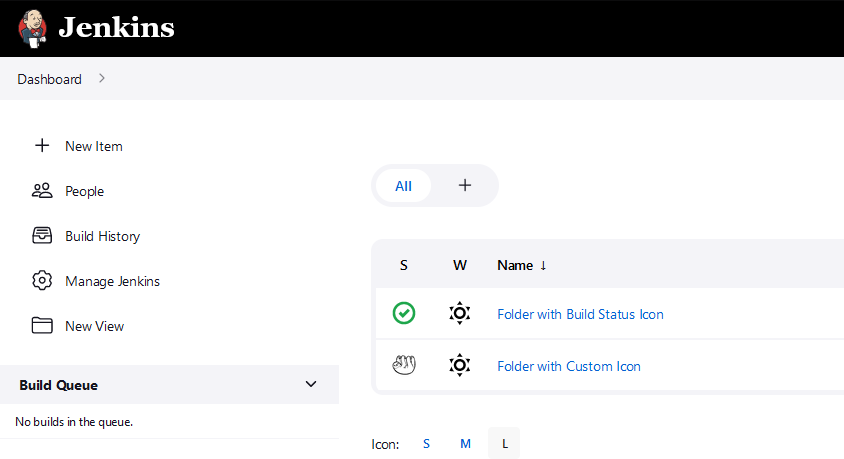 Jenkins
Dashboard
New Item
People
Build History
Manage Jenkins
New View
Build Queue
No builds in the queue.
All +
S W Name ↓
Folder with Build Status Icon
Folder with Custom Icon
Icon: S M L